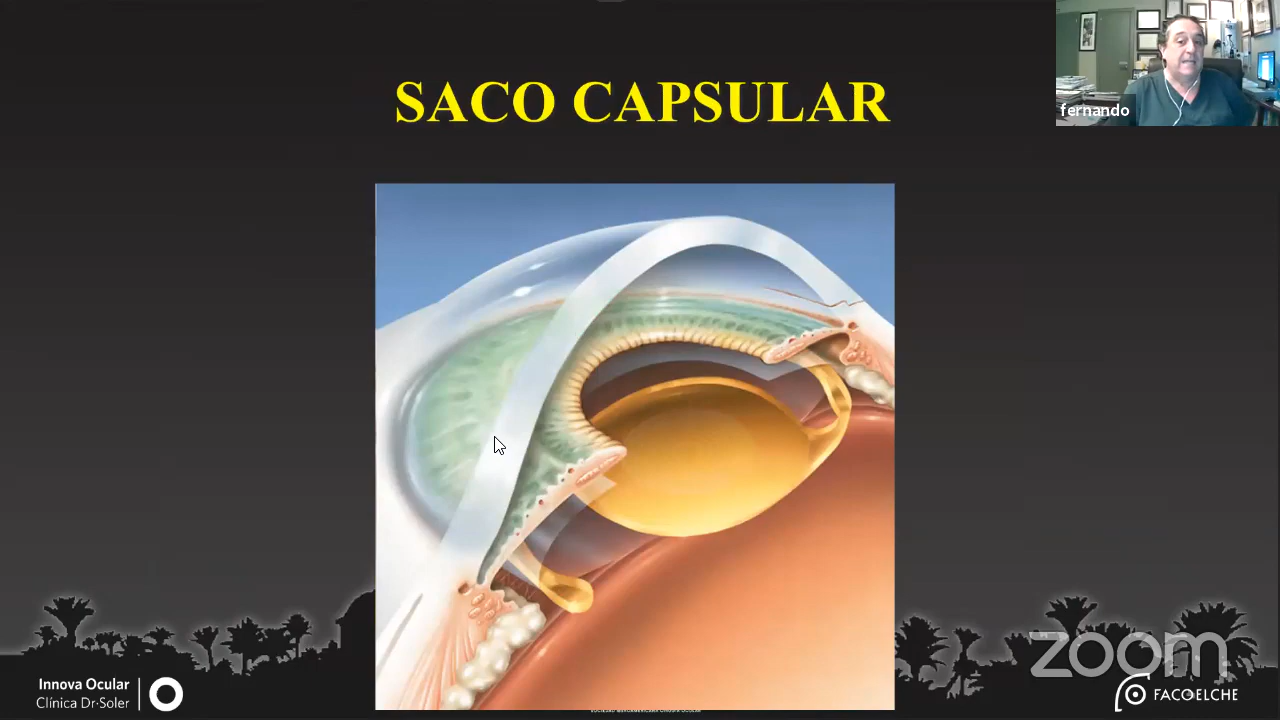 SACO CAPSULAR
fernando
zoom
Innova Ocular
Clínica Dr·Soler
FACOELCHE